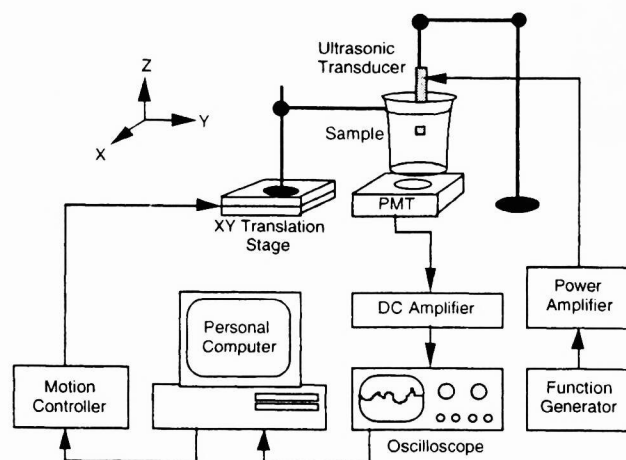 Ultrasonic
Transducer
Z
Y
X
Sample
PMT
XY Translation
Stage
DC Amplifier
Power
Amplifier
Personal
Computer
Motion
Controller
Function
Generator
Oscilloscope